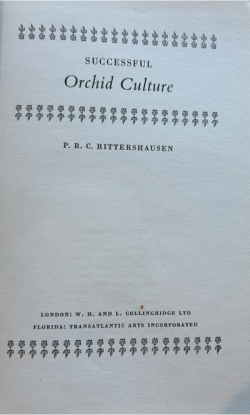 SUCCESSFUL
Orchid Culture
P. R. C. RITTERSHAUSEN
LONDON: W. H. AND L. COLLINGRIDGE LTD
FLORIDA: TRANSATLANTIC ARTS INCORPORATED